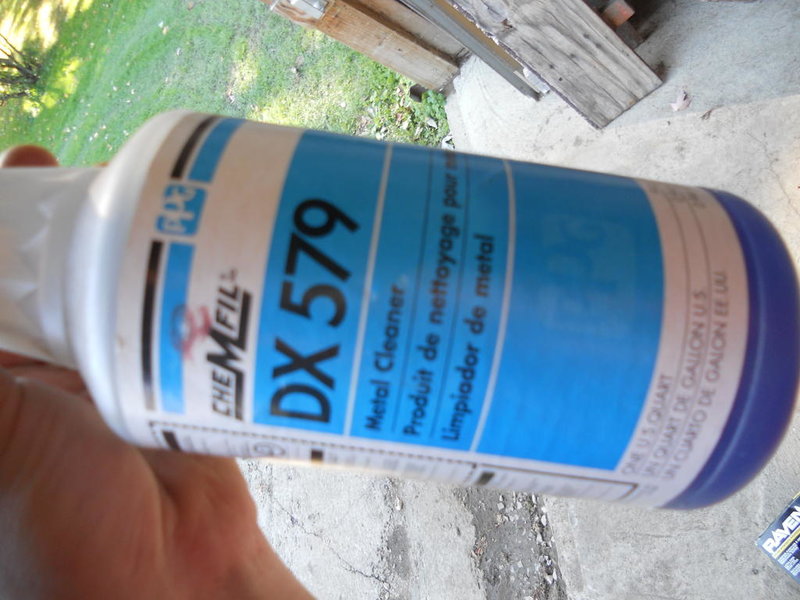 PPG
CHEMFIL
DX 579
Metal Cleaner
Produit de nettoyage pour
Limpiador de metal
ONE U.S. QUART
UN QUART DE GALLON U.S.
UN CUARTO DE GALON EE.UU.
RAVEN